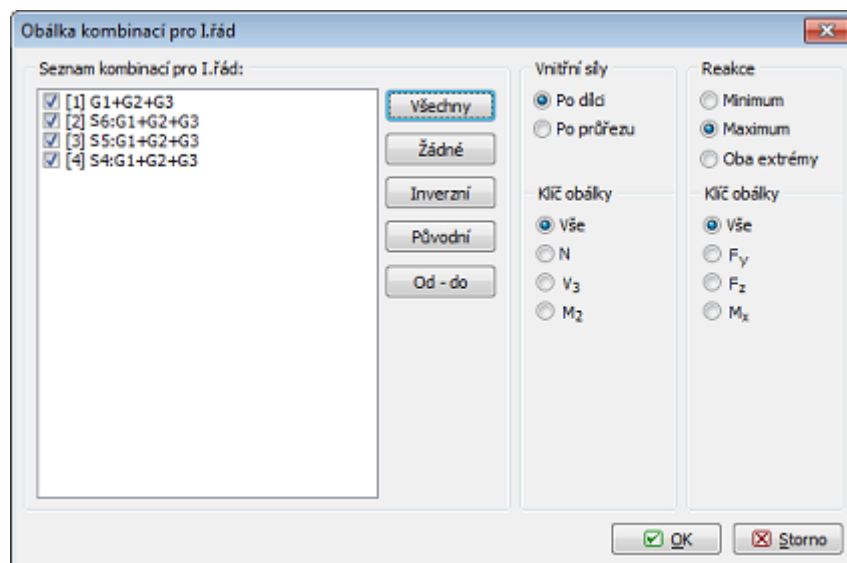 Obálka kombinací pro I.řád
Seznam kombinací pro I.řád:
[1] G1+G2+G3
[2] S6:G1+G2+G3
[3] S5:G1+G2+G3
[4] S4:G1+G2+G3
Všechny
Žádné
Inverzní
Původní
Od - do
Vnitřní síly
Po dílci
Po průřezu
Klíč obálky
Vše
N
V3
M2
Reakce
Minimum
Maximum
Oba extrémy
Klíč obálky
Vše
Fy
Fz
Mx
OK
Storno